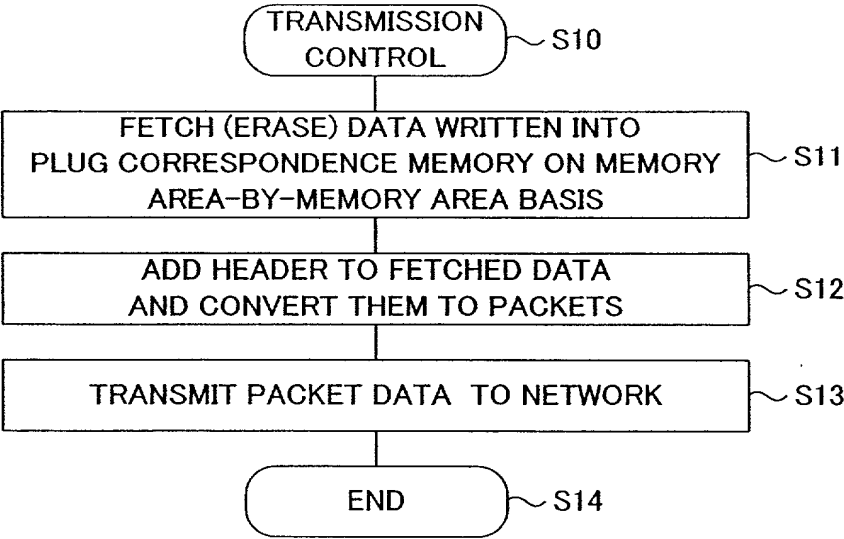 TRANSMISSION
CONTROL
S10
FETCH (ERASE) DATA WRITTEN INTO
PLUG CORRESPONDENCE MEMORY ON MEMORY
AREA-BY-MEMORY AREA BASIS
S11
ADD HEADER TO FETCHED DATA
AND CONVERT THEM TO PACKETS
S12
TRANSMIT PACKET DATA TO NETWORK
S13
END
S14